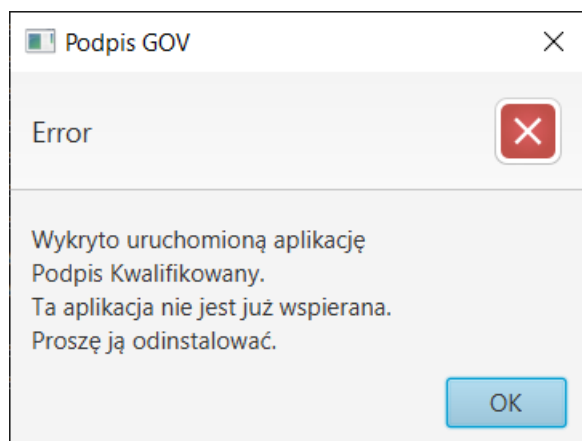 Podpis GOV
Error
Wykryto uruchomioną aplikację
Podpis Kwalifikowany.
Ta aplikacja nie jest już wspierana.
Proszę ją odinstalować.
OK